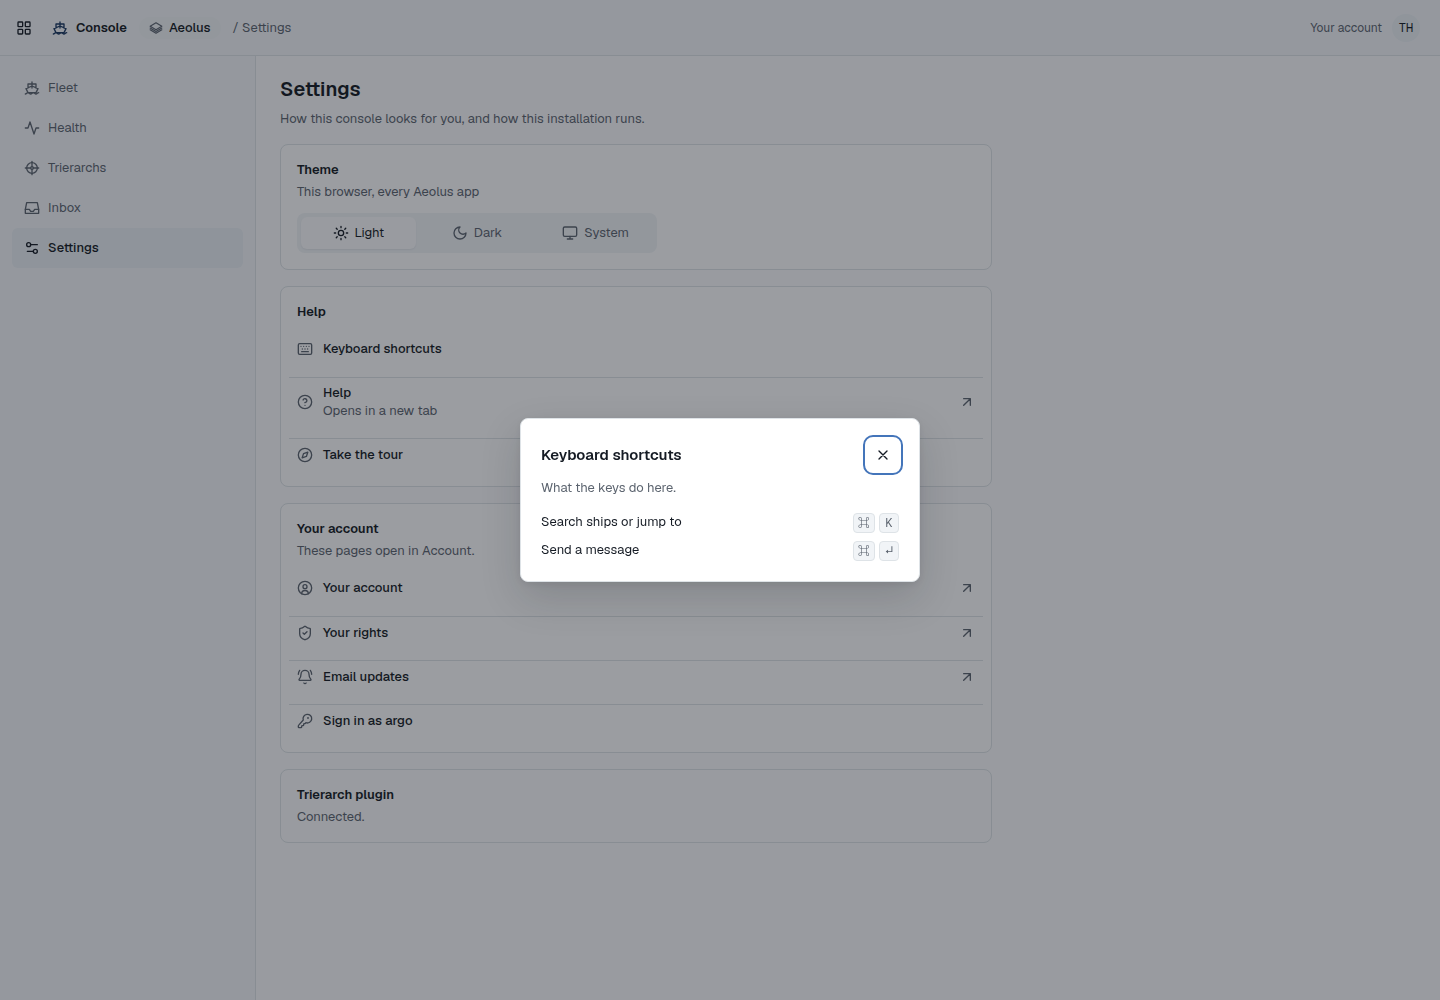 Console
Aeolus
/ Settings
Your account
TH
Fleet
Health
Trierarchs
Inbox
Settings
Settings
How this console looks for you, and how this installation runs.
Theme
This browser, every Aeolus app
Light
Dark
System
Help
Keyboard shortcuts
Help
Opens in a new tab
Take the tour
Your account
These pages open in Account.
Your account
Your rights
Email updates
Sign in as argo
Trierarch plugin
Connected.
Keyboard shortcuts
What the keys do here.
Search ships or jump to
⌘ K
Send a message
⌘ ↵